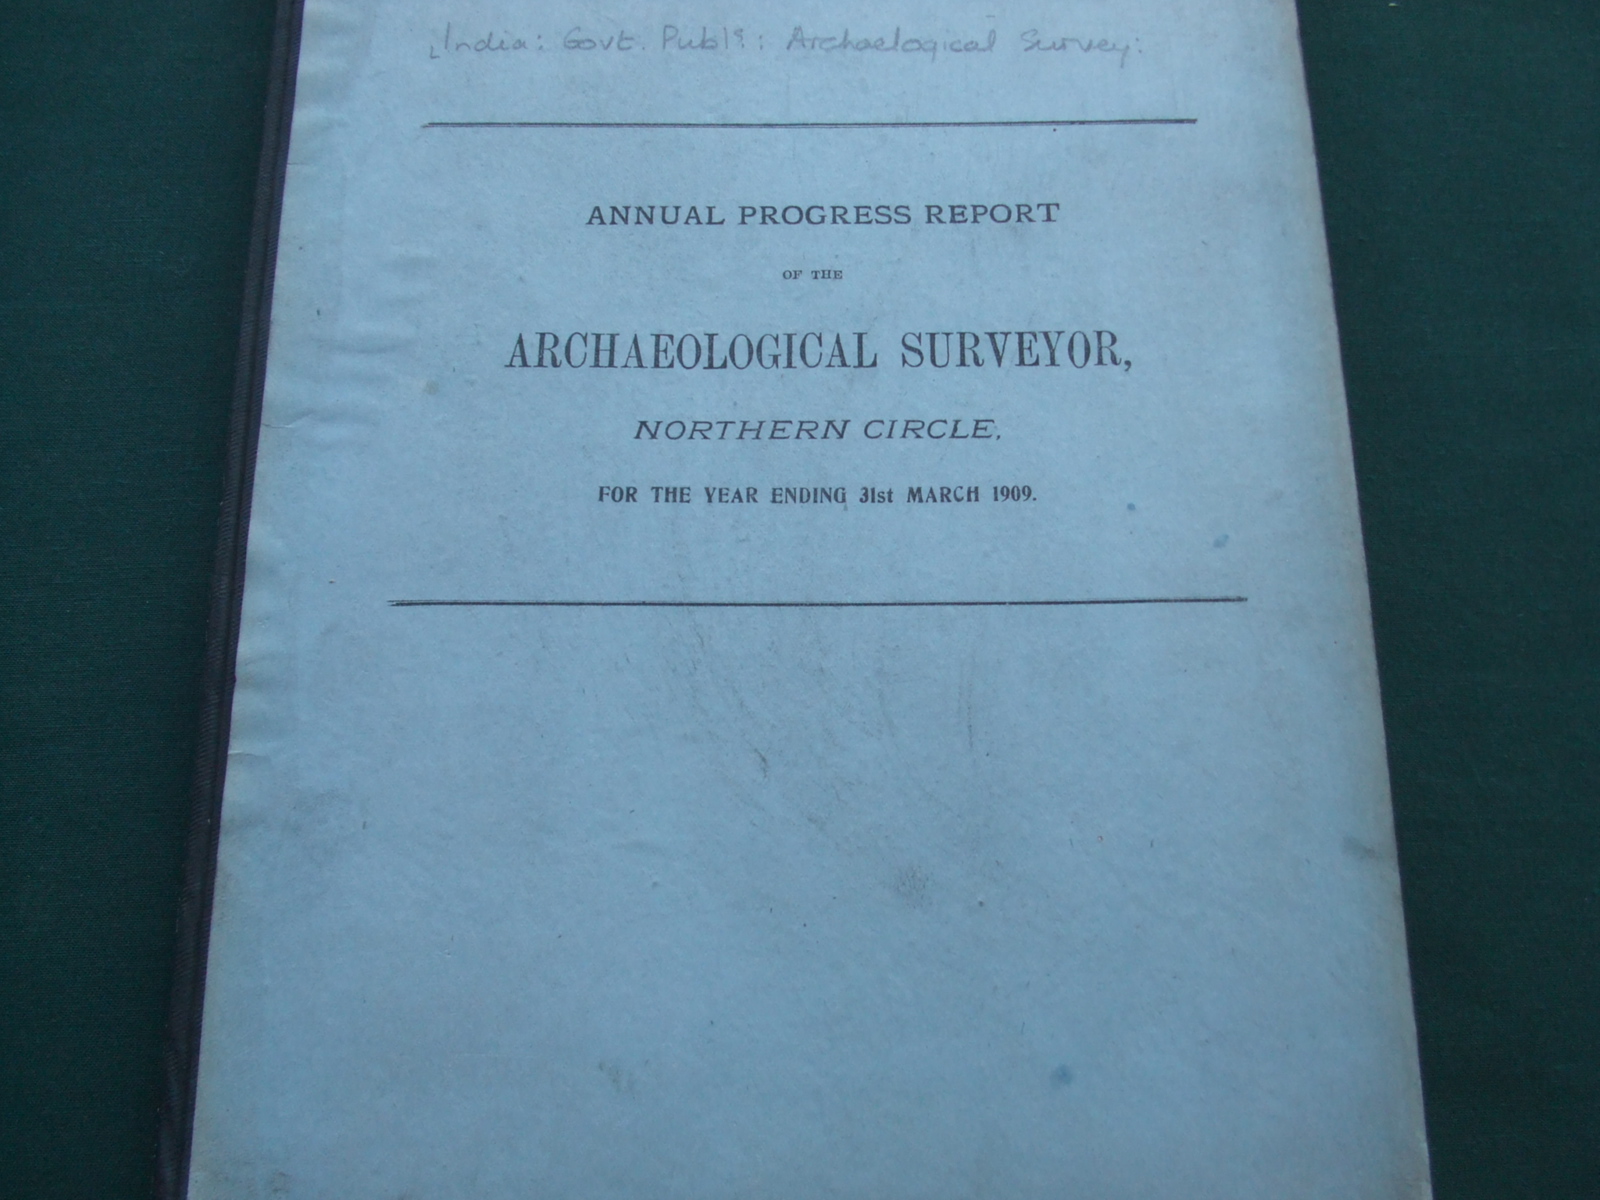 India: Govt. Publs: Archaelogical Survey:
ANNUAL PROGRESS REPORT
OF THE
ARCHAEOLOGICAL SURVEYOR,
NORTHERN CIRCLE,
FOR THE YEAR ENDING 31st MARCH 1909.